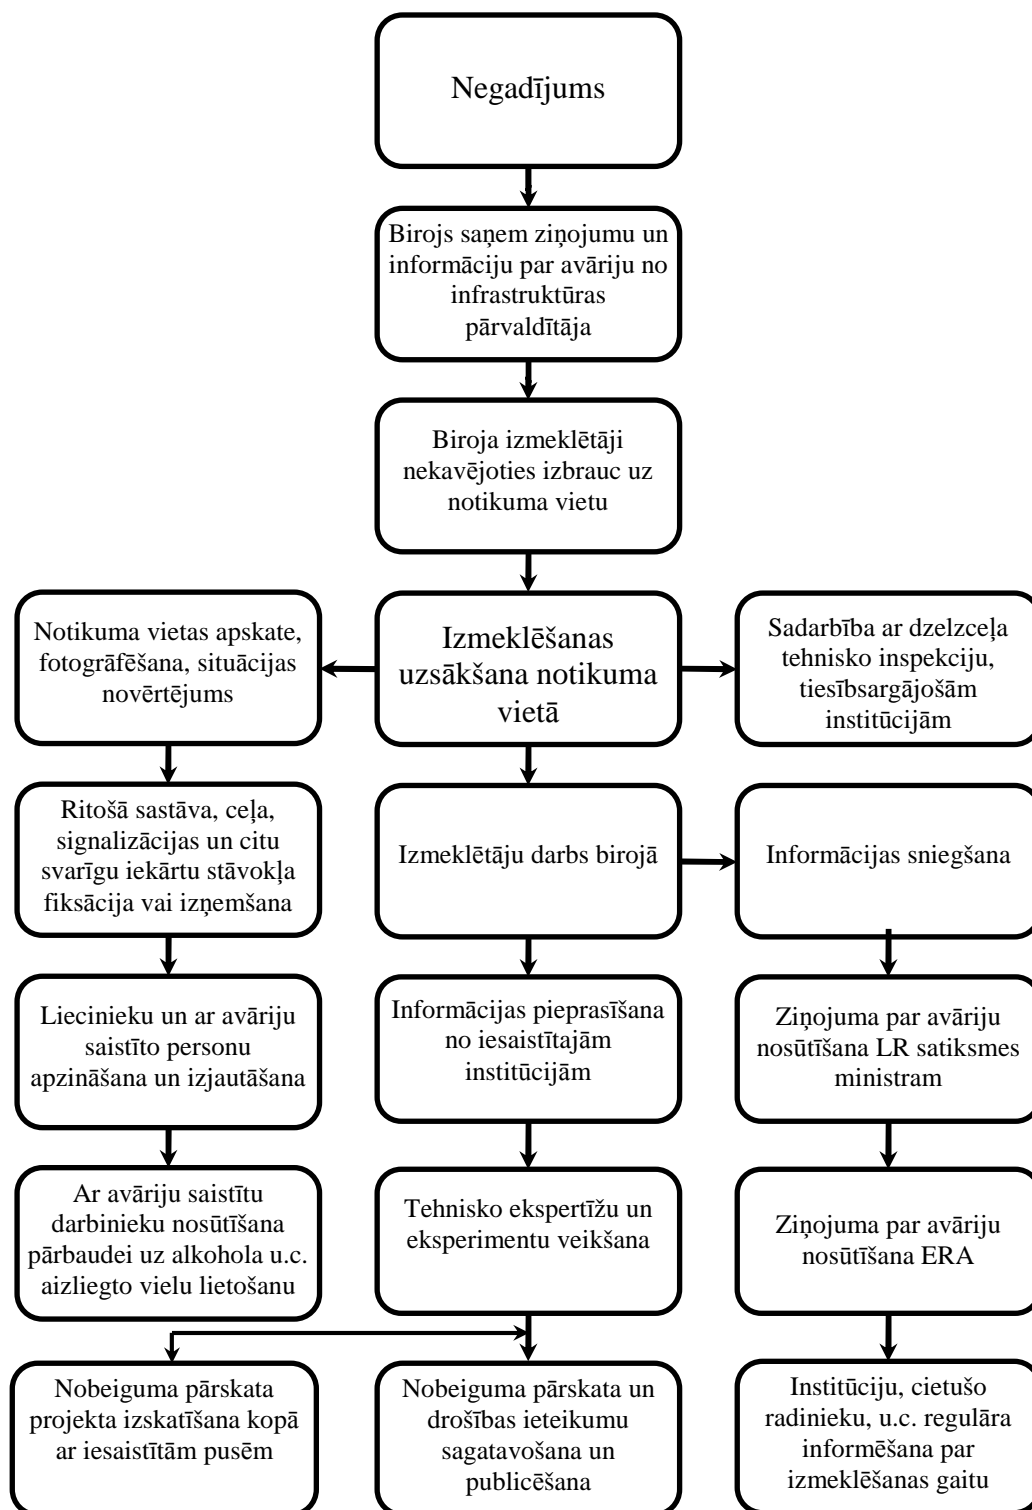 Negadījums
Birojs saņem ziņojumu un
informāciju par avāriju no
infrastruktūras
pārvaldītāja
Biroja izmeklētāji
nekavējoties izbrauc uz
notikuma vietu
Notikuma vietas apskate,
fotogrāfēšana, situācijas
novērtējums
Izmeklēšanas
uzsākšana notikuma
vietā
Sadarbība ar dzelzceļa
tehnisko inspekciju,
tiesībsargājošām
institūcijām
Ritošā sastāva, ceļa,
signalizācijas un citu
svarīgu iekārtu stāvokļa
fiksācija vai izņemšana
Izmeklētāju darbs birojā
Informācijas sniegšana
Liecinieku un ar avāriju
saistīto personu
apzināšana un izjautāšana
Informācijas pieprasīšana
no iesaistītajām
institūcijām
Ziņojuma par avāriju
nosūtīšana LR satiksmes
ministram
Ar avāriju saistītu
darbinieku nosūtīšana
pārbaudei uz alkohola u.c.
aizliegto vielu lietošanu
Tehnisko ekspertīžu un
eksperimentu veikšana
Ziņojuma par avāriju
nosūtīšana ERA
Nobeiguma pārskata
projekta izskatīšana kopā
ar iesaistītām pusēm
Nobeiguma pārskata un
drošības ieteikumu
sagatavošana un
publicēšana
Institūciju, cietušo
radinieku, u.c. regulāra
informēšana par
izmeklēšanas gaitu